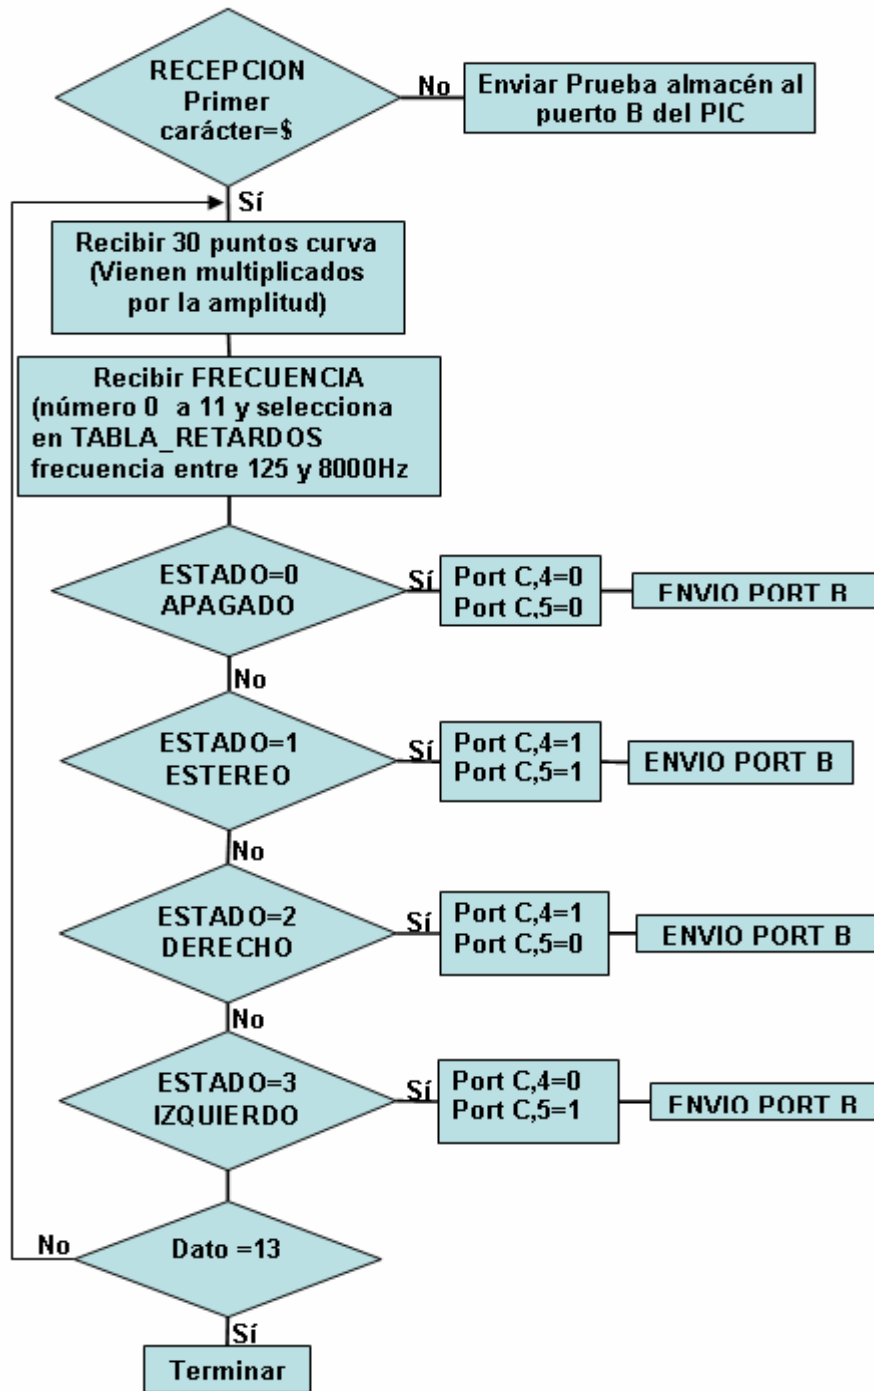 RECEPCION
Primer
carácter=$
No
Enviar Prueba almacén al
puerto B del PIC
Sí
Recibir 30 puntos curva
(Vienen multiplicados
por la amplitud)
Recibir FRECUENCIA
(número 0 a 11 y selecciona
en TABLA_RETARDOS
frecuencia entre 125 y 8000Hz
ESTADO=0
APAGADO
Sí
Port C,4=0
Port C,5=0
ENVIO PORT B
No
ESTADO=1
ESTEREO
Sí
Port C,4=1
Port C,5=1
ENVIO PORT B
No
ESTADO=2
DERECHO
Sí
Port C,4=1
Port C,5=0
ENVIO PORT B
No
ESTADO=3
IZQUIERDO
Sí
Port C,4=0
Port C,5=1
ENVIO PORT B
Dato =13
No
Sí
Terminar